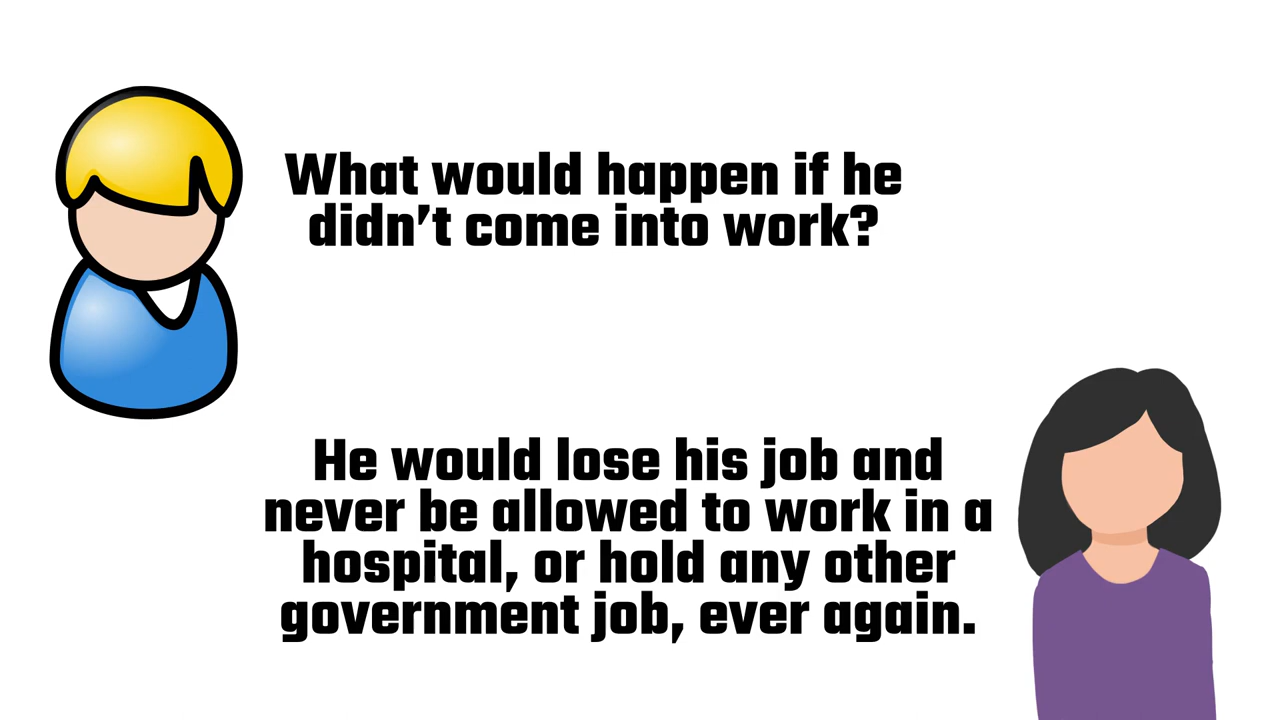 What would happen if he
didn’t come into work?
He would lose his job and
never be allowed to work in a
hospital, or hold any other
government job, ever again.